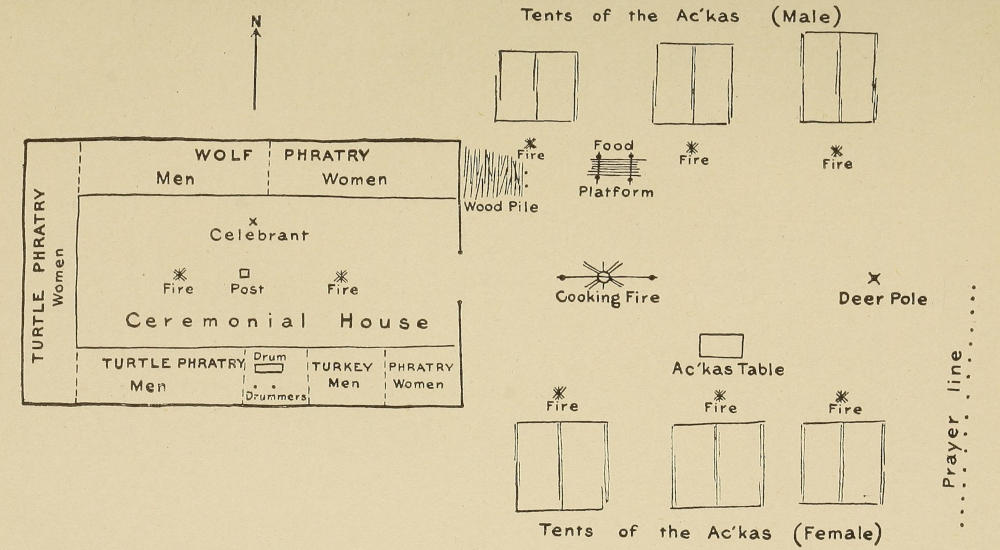 Tents of the Ac'kas (Male)
N
Fire
Food
Platform
Fire
Fire
WOLF PHRATRY
Men
Women
Wood Pile
TURTLE PHRATRY
Women
Celebrant
Fire
Post
Fire
Ceremonial House
Cooking Fire
Deer Pole
TURTLE PHRATRY
Men
Drum
Drummers
TURKEY PHRATRY
Men
Women
Ac'kas Table
Fire
Fire
Fire
Prayer line
Tents of the Ac'kas (Female)